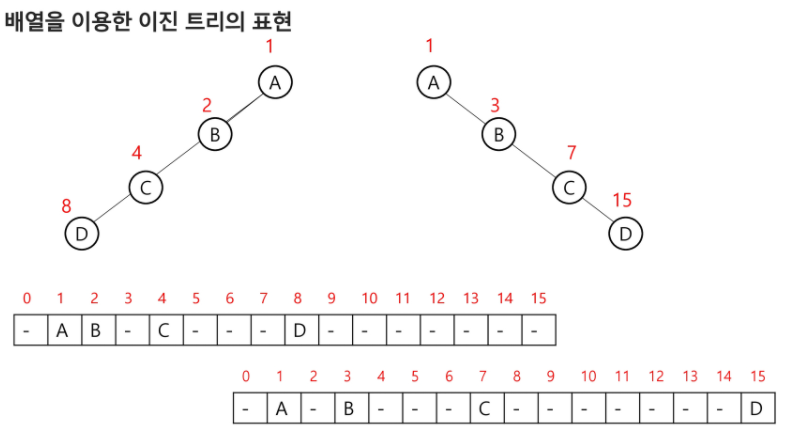 배열을 이용한 이진 트리의 표현
1 1
A A
2 3
B B
4 7
C C
8 15
D D
0 1 2 3 4 5 6 7 8 9 10 11 12 13 14 15
- A B - C - - - D - - - - - - -
0 1 2 3 4 5 6 7 8 9 10 11 12 13 14 15
- A - B - - - C - - - - - - - D